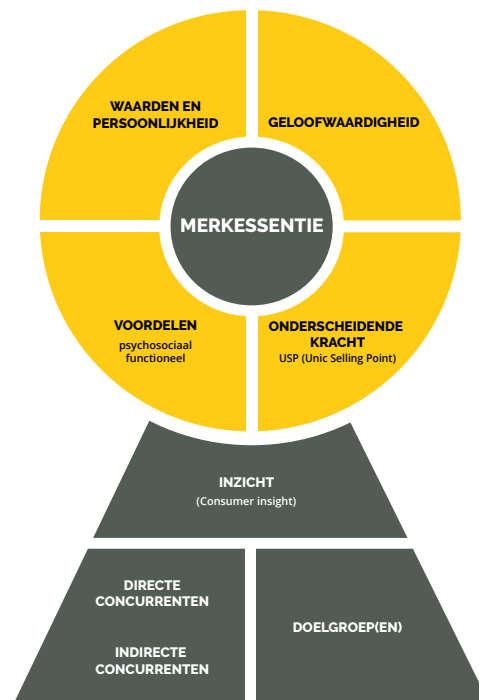 WAARDEN EN
PERSOONLIJKHEID
GELOOFWAARDIGHEID
MERKESSENTIE
VOORDELEN
psychosociaal
functioneel
ONDERSCHEIDENDE
KRACHT
USP (Unic Selling Point)
INZICHT
(Consumer insight)
DIRECTE
CONCURRENTEN
INDIRECTE
CONCURRENTEN
DOELGROEP(EN)